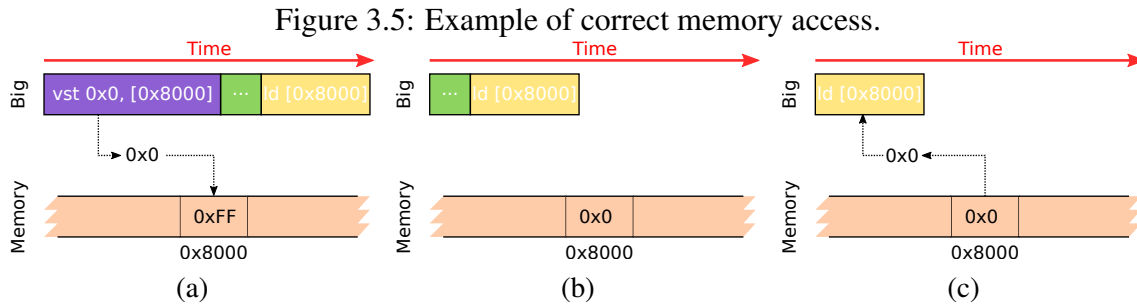 Figure 3.5: Example of correct memory access.
Time
Big
vst 0x0, [0x8000]
...
ld [0x8000]
0x0
Memory
0xFF
0x8000
(a)
Time
Big
...
ld [0x8000]
Memory
0x0
0x8000
(b)
Time
Big
ld [0x8000]
0x0
Memory
0x0
0x8000
(c)